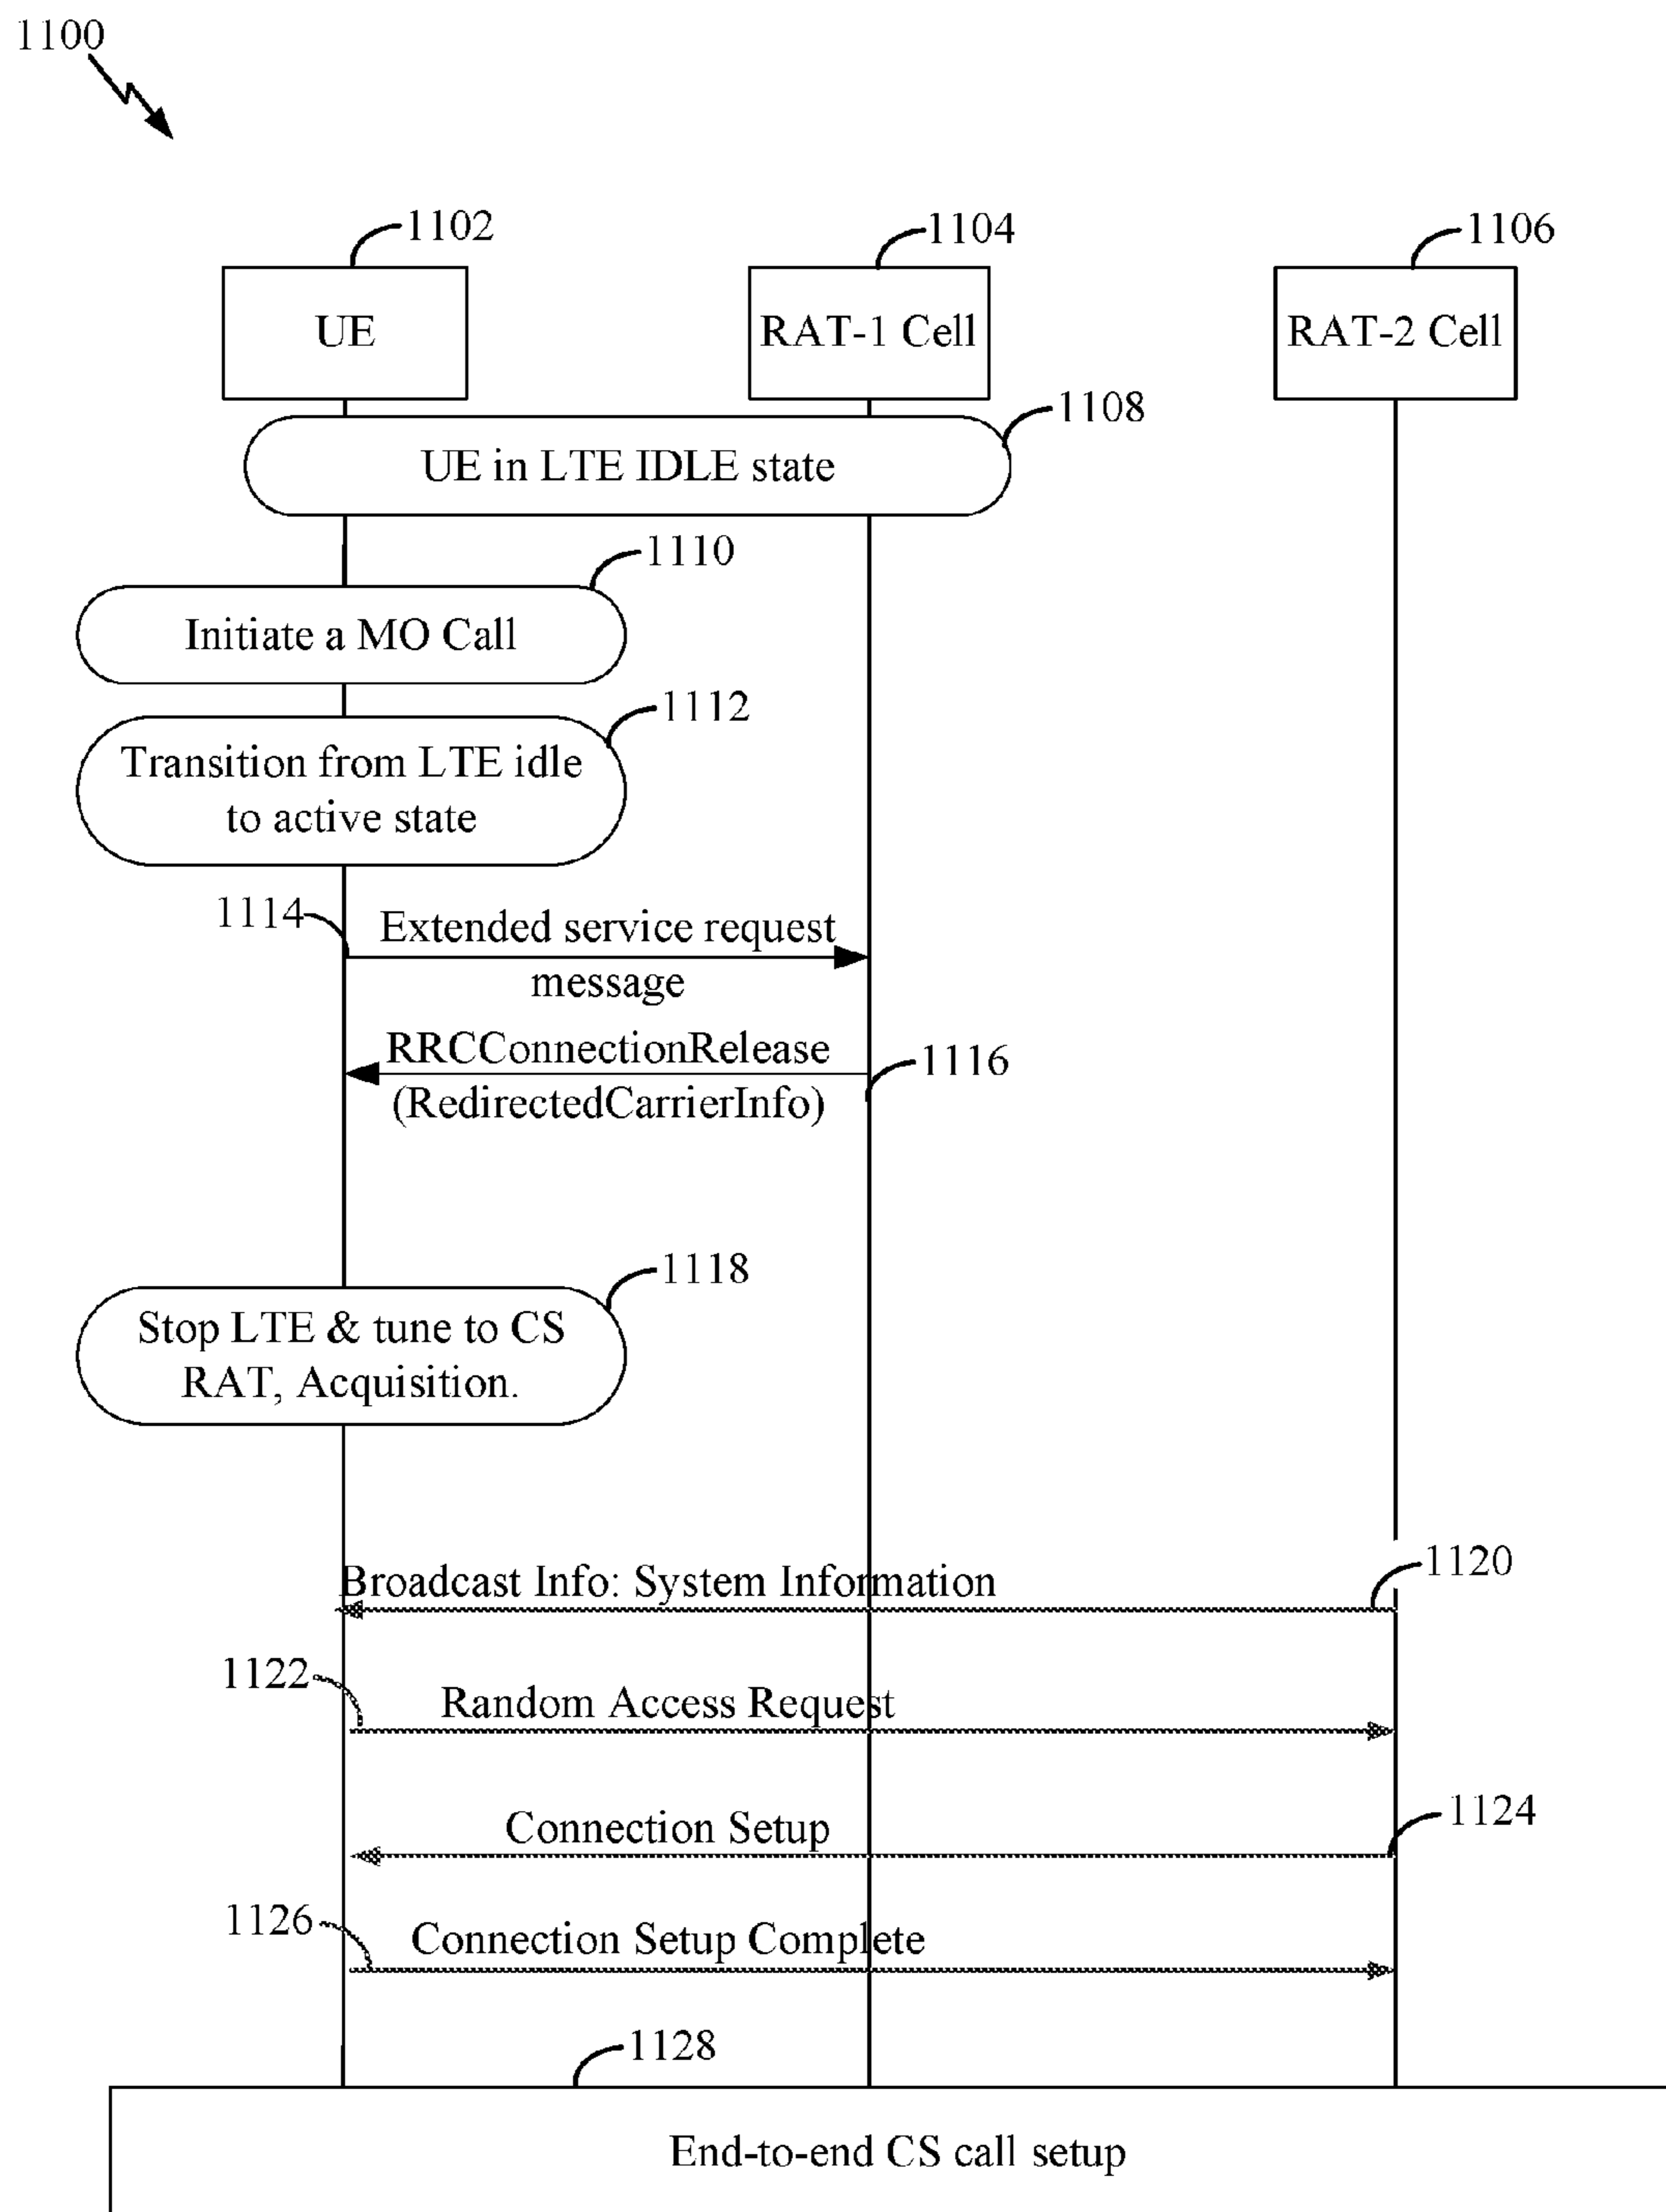 1100
1102
1104
1106
UE
RAT-1 Cell
RAT-2 Cell
1108
UE in LTE IDLE state
1110
Initiate a MO Call
1112
Transition from LTE idle
to active state
1114
Extended service request
message
RRCConnectionRelease
1116
(RedirectedCarrierInfo)
1118
Stop LTE & tune to CS
RAT, Acquisition.
1120
Broadcast Info: System Information
1122
Random Access Request
1124
Connection Setup
1126
Connection Setup Complete
1128
End-to-end CS call setup